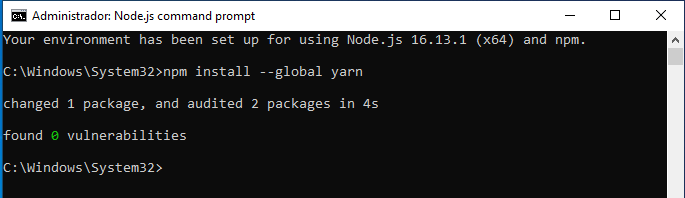 Administrador: Node.js command prompt
Your environment has been set up for using Node.js 16.13.1 (x64) and npm.
C:\Windows\System32>npm install --global yarn
changed 1 package, and audited 2 packages in 4s
found 0 vulnerabilities
C:\Windows\System32>